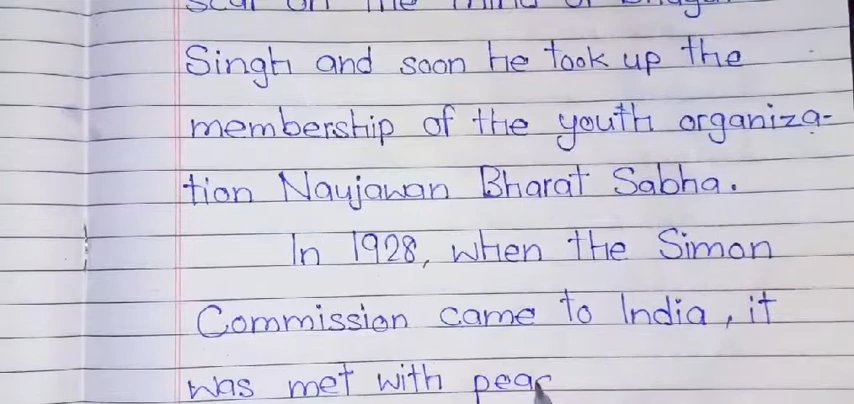 Singh and soon he took up the
membership of the youth organiza-
tion Naujawan Bharat Sabha.
In 1928, when the Simon
Commission came to India, it
was met with